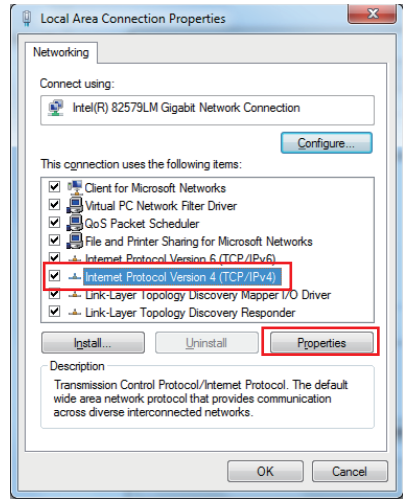 Local Area Connection Properties
Networking
Connect using:
Intel(R) 82579LM Gigabit Network Connection
Configure...
This connection uses the following items:
Client for Microsoft Networks
Virtual PC Network Filter Driver
QoS Packet Scheduler
File and Printer Sharing for Microsoft Networks
Internet Protocol Version 6 (TCP/IPv6)
Internet Protocol Version 4 (TCP/IPv4)
Link-Layer Topology Discovery Mapper I/O Driver
Link-Layer Topology Discovery Responder
Install... Uninstall Properties
Description
Transmission Control Protocol/Internet Protocol. The default
wide area network protocol that provides communication
across diverse interconnected networks.
OK Cancel